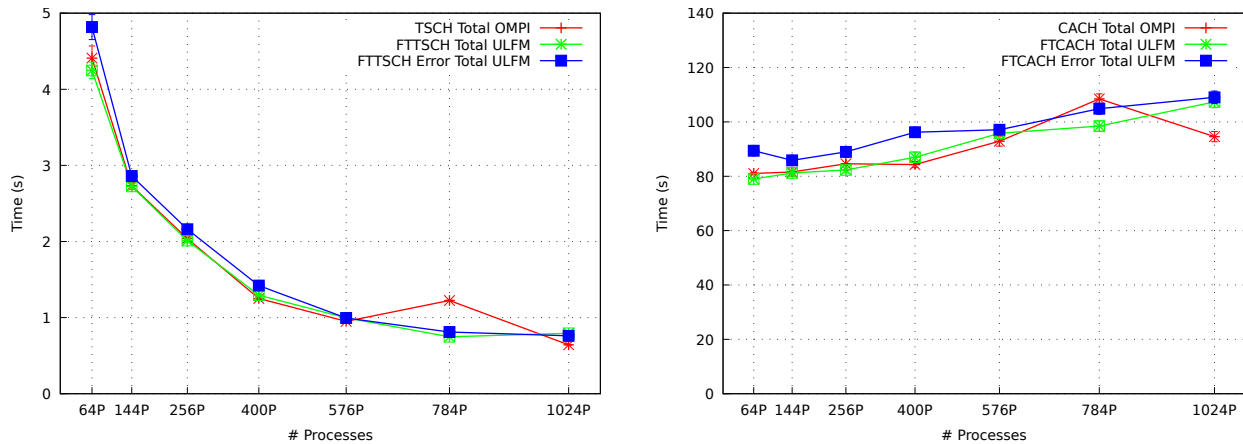 5
4
3
2
1
0
Time (s)
TSCH Total OMPI
FTTSCH Total ULFM
FTTSCH Error Total ULFM
64P 144P 256P 400P 576P 784P 1024P
# Processes
140
120
100
80
60
40
20
0
Time (s)
CACH Total OMPI
FTCACH Total ULFM
FTCACH Error Total ULFM
64P 144P 256P 400P 576P 784P 1024P
# Processes